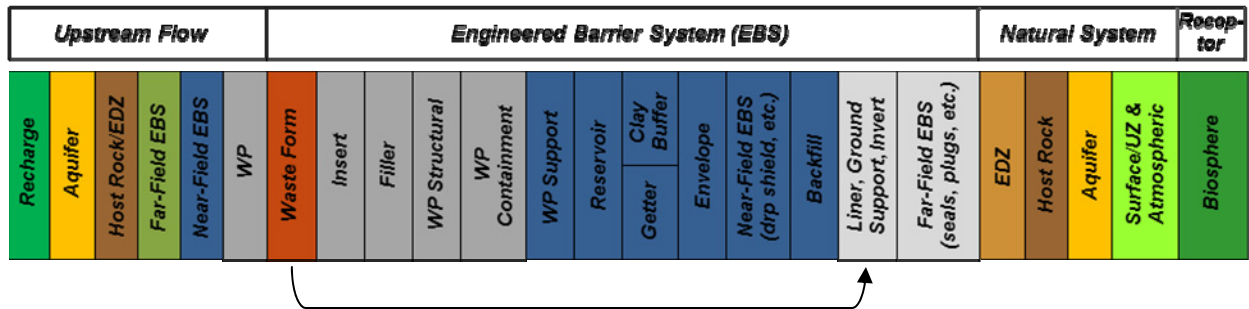 Upstream Flow
Engineered Barrier System (EBS)
Natural System
Recep-
tor
Recharge
Aquifer
Host Rock/EDZ
Far-Field EBS
Near-Field EBS
WP
Waste Form
Insert
Filler
WP Structural
WP
Containment
WP Support
Reservoir
Clay
Buffer
Getter
Envelope
Near-Field EBS
(drp shield, etc.)
Backfill
Liner, Ground
Support, Invert
Far-Field EBS
(seals, plugs, etc.)
EDZ
Host Rock
Aquifer
Surface/UZ &
Atmospheric
Biosphere